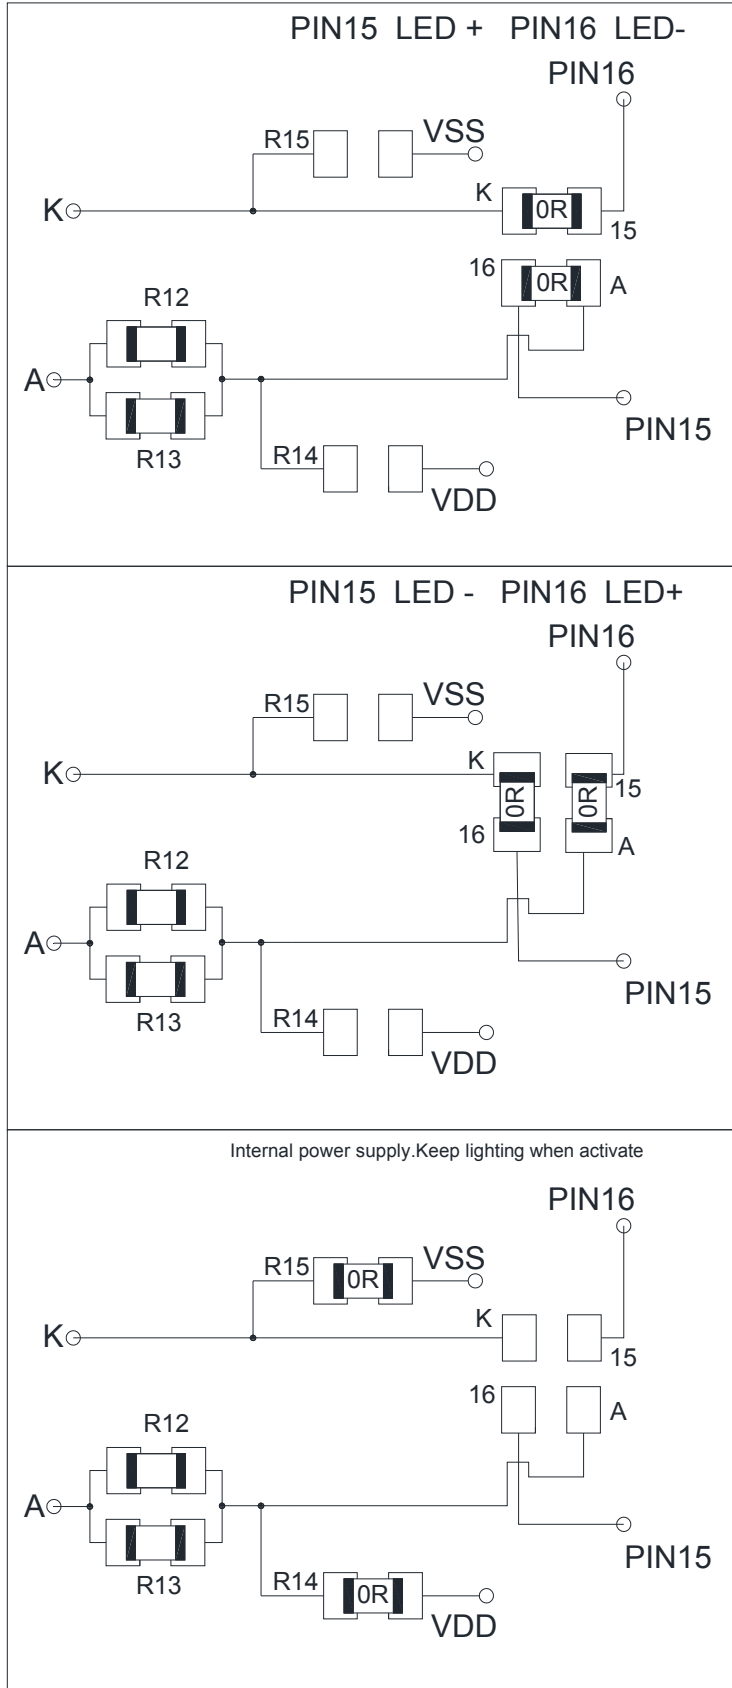 PIN15 LED + PIN16 LED-
PIN16
R15 VSS
K K 0R 15
16 0R A
R12
A
PIN15
R13 R14
VDD
PIN15 LED - PIN16 LED+
PIN16
R15 VSS
K K 0R 0R 15
16 A
R12
A
PIN15
R13 R14
VDD
Internal power supply.Keep lighting when activate
PIN16
R15 0R VSS
K K 15
16 A
R12
A
PIN15
R13 R14 0R
VDD